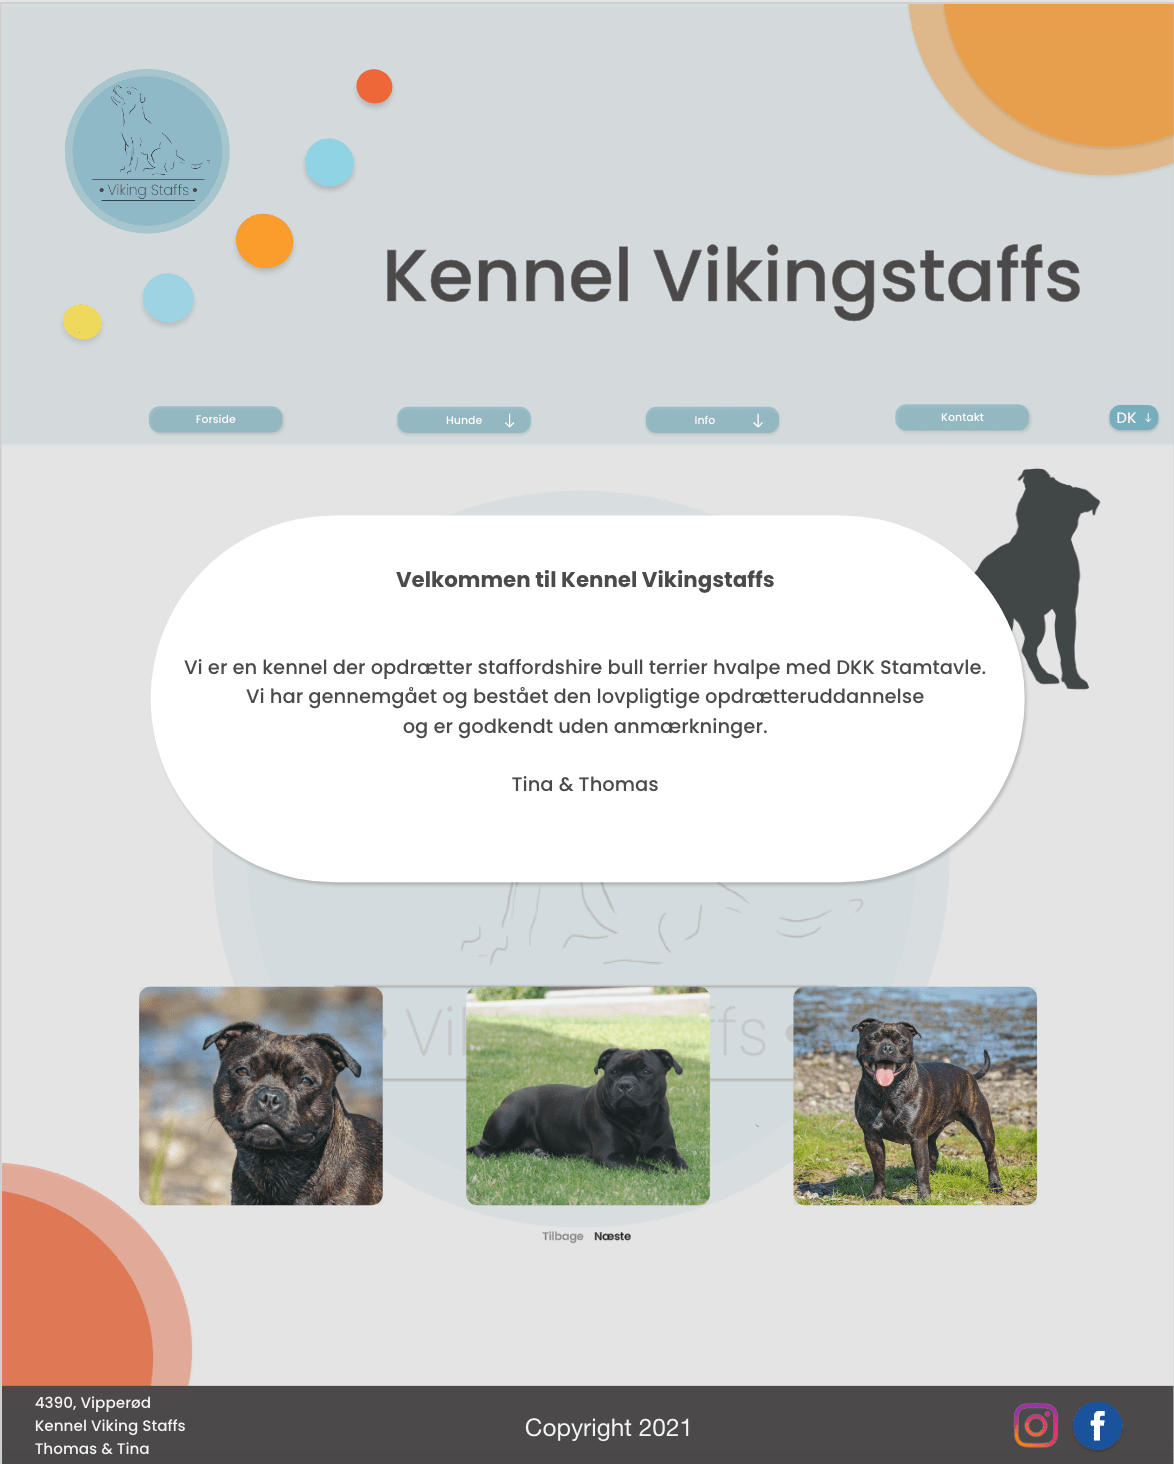 • Viking Staffs •
Kennel Vikingstaffs
Forside
Hunde ↓
Info ↓
Kontakt
DK ↓
Velkommen til Kennel Vikingstaffs
Vi er en kennel der opdrætter staffordshire bull terrier hvalpe med DKK Stamtavle.
Vi har gennemgået og bestået den lovpligtige opdrætteruddannelse
og er godkendt uden anmærkninger.
Tina & Thomas
• Vi ffs •
Tilbage Næste
4390, Vipperød
Kennel Viking Staffs
Thomas & Tina
Copyright 2021